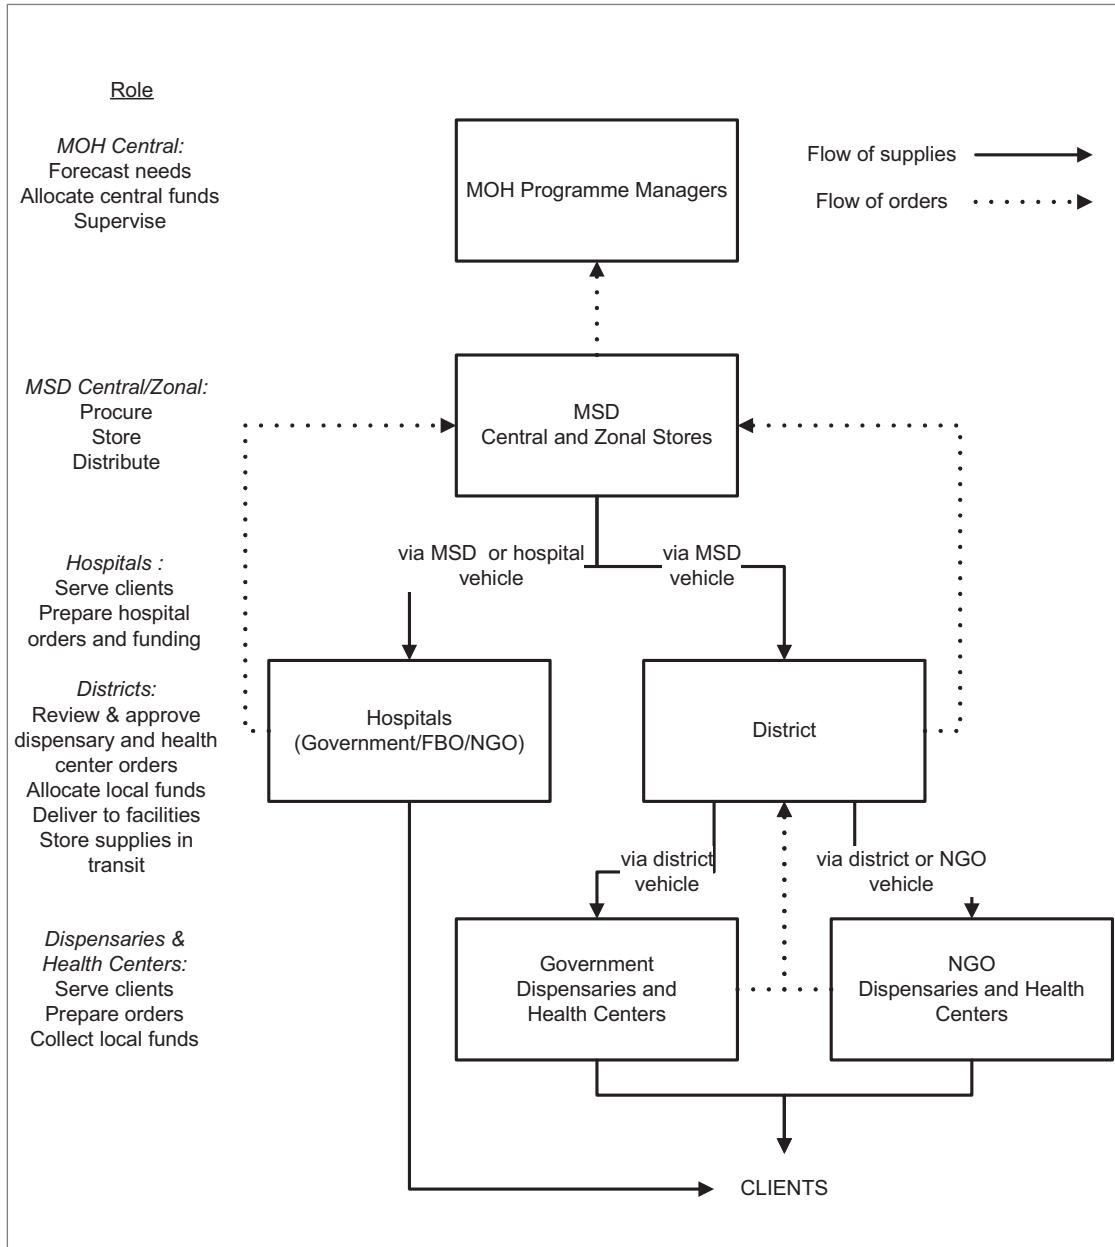 Role
MOH Central:
Forecast needs
Allocate central funds
Supervise
MOH Programme Managers
Flow of supplies
Flow of orders
MSD Central/Zonal:
Procure
Store
Distribute
MSD
Central and Zonal Stores
via MSD or hospital
vehicle
via MSD
vehicle
Hospitals :
Serve clients
Prepare hospital
orders and funding
Districts:
Review & approve
dispensary and health
center orders
Allocate local funds
Deliver to facilities
Store supplies in
transit
Hospitals
(Government/FBO/NGO)
District
via district
vehicle
via district or NGO
vehicle
Dispensaries &
Health Centers:
Serve clients
Prepare orders
Collect local funds
Government
Dispensaries and
Health Centers
NGO
Dispensaries and Health
Centers
CLIENTS